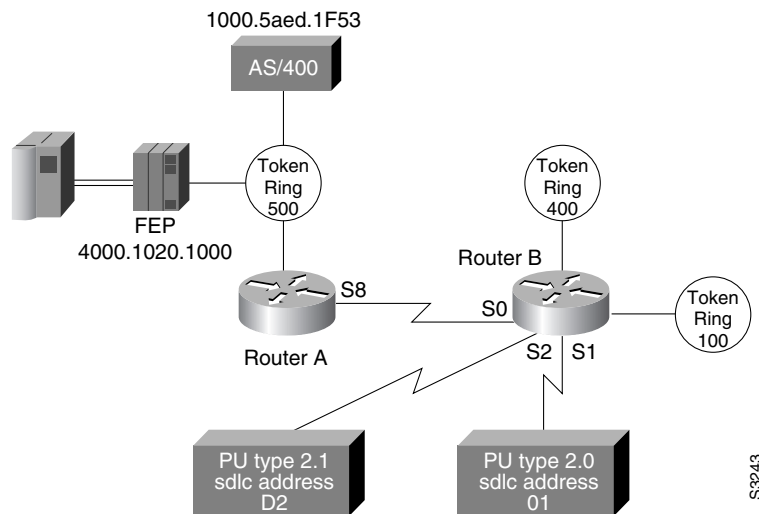 1000.5aed.1F53
AS/400
Token
Ring
500
FEP
4000.1020.1000
Token
Ring
400
Router B
Token
Ring
100
S8
S0
S2
S1
Router A
PU type 2.1
sdlc address
D2
PU type 2.0
sdlc address
01
S3243